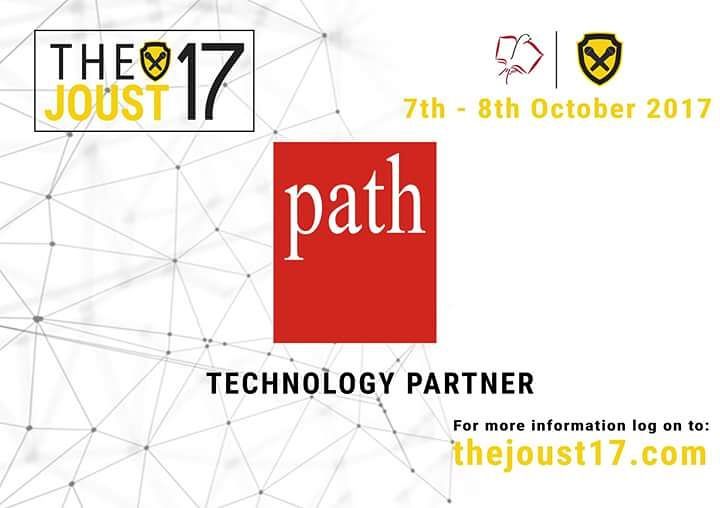 THE
JOUST 17
7th - 8th October 2017
path
TECHNOLOGY PARTNER
For more information log on to:
thejoust17.com